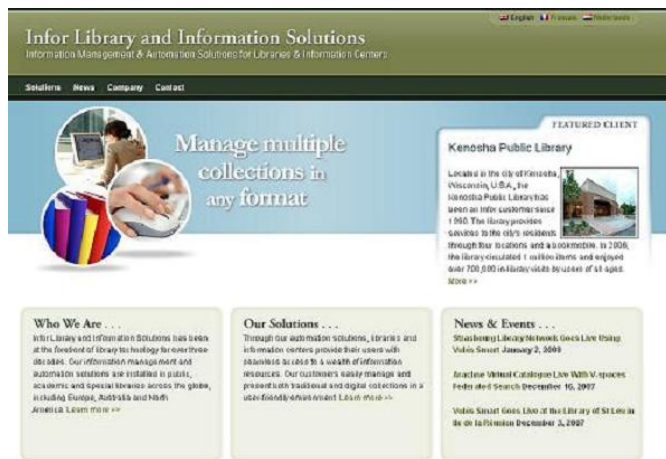 English Français Nederlands
Infor Library and Information Solutions
Information Management & Automation Solutions for Libraries & Information Centers
Solutions News Company Contact
Manage multiple
collections in
any format
FEATURED CLIENT
Kenosha Public Library
Located in the city of Kenosha,
Wisconsin, U.S.A., the
Kenosha Public Library has
been an Infor customer since
1990. The library provides
services to the city's residents
through four locations and a bookmobile. In 2006,
the library circulated 1 million items and enjoyed
over 700,000 in-library visits by users of all ages.
More >>
Who We Are . . .
Infor Library and Information Solutions has been
at the forefront of library technology for over three
decades. Our information management and
automation solutions are installed in public,
academic and special libraries across the globe,
including Europe, Australia and North
America. Learn more >>
Our Solutions . . .
Through our automation solutions, libraries and
information centers provide their users with
seamless access to a wealth of information
resources. Our customers easily manage and
present both traditional and digital collections in a
user-friendly environment. Learn more >>
News & Events . . .
Strasbourg Library Network Goes Live Using
Vubis Smart January 2, 2008
Aracline Virtual Catalogue Live With V-spaces
Federated Search December 16, 2007
Vubis Smart Goes Live at the Library of St Leu in
Ile de la Réunion December 3, 2007